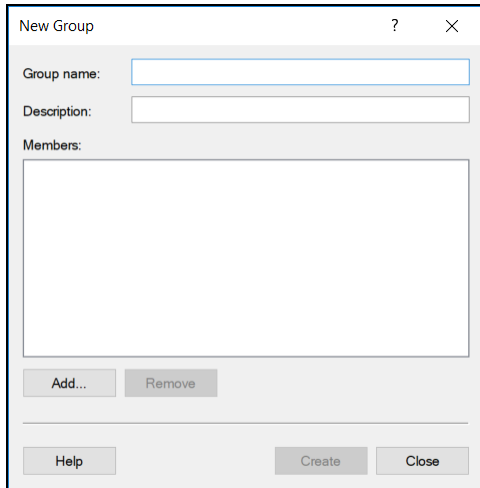 New Group ?
Group name:
Description:
Members:
Add... Remove
Help Create Close